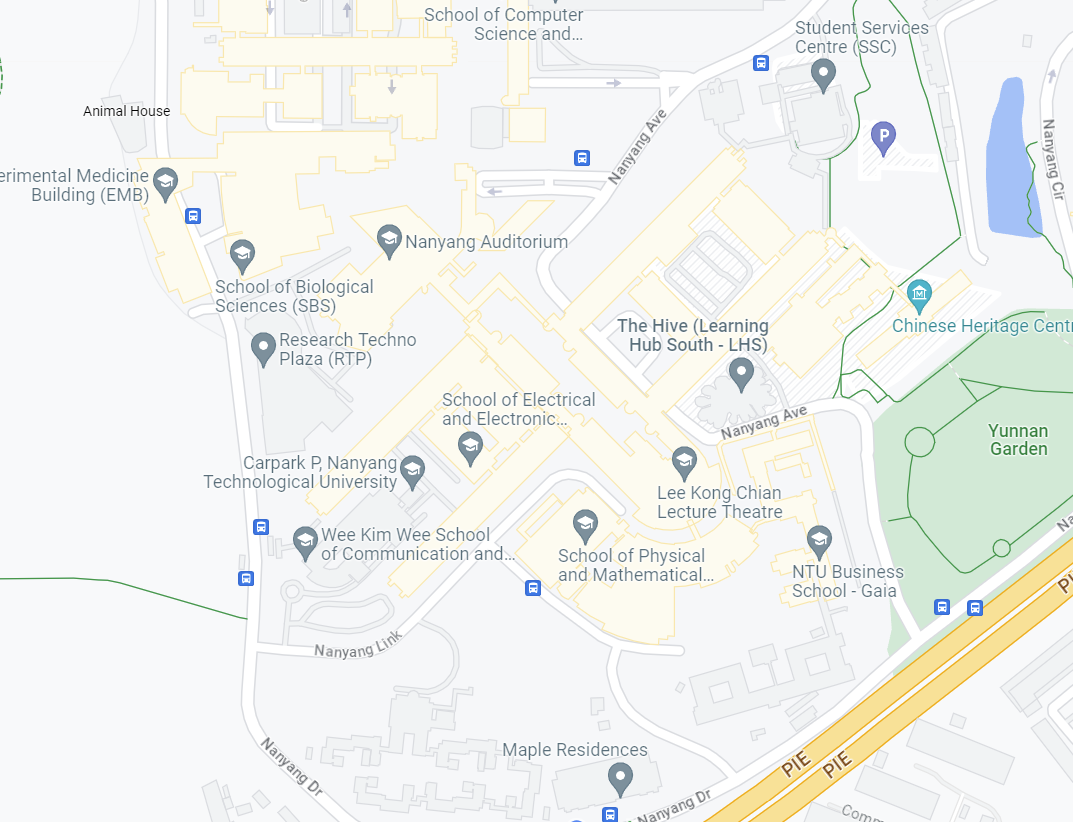 School of Computer
Science and...
Student Services
Centre (SSC)
Animal House
Nanyang Ave
P
Nanyang Cir
erimental Medicine
Building (EMB)
Nanyang Auditorium
School of Biological
Sciences (SBS)
Chinese Heritage Centr
The Hive (Learning
Hub South - LHS)
Research Techno
Plaza (RTP)
School of Electrical
and Electronic...
Nanyang Ave
Yunnan
Garden
Carpark P, Nanyang
Technological University
Lee Kong Chian
Lecture Theatre
Wee Kim Wee School
of Communication and...
School of Physical
and Mathematical...
NTU Business
School - Gaia
Na
PIE
Nanyang Link
Nanyang Dr
Maple Residences
PIE
PIE
Nanyang Dr
Comm